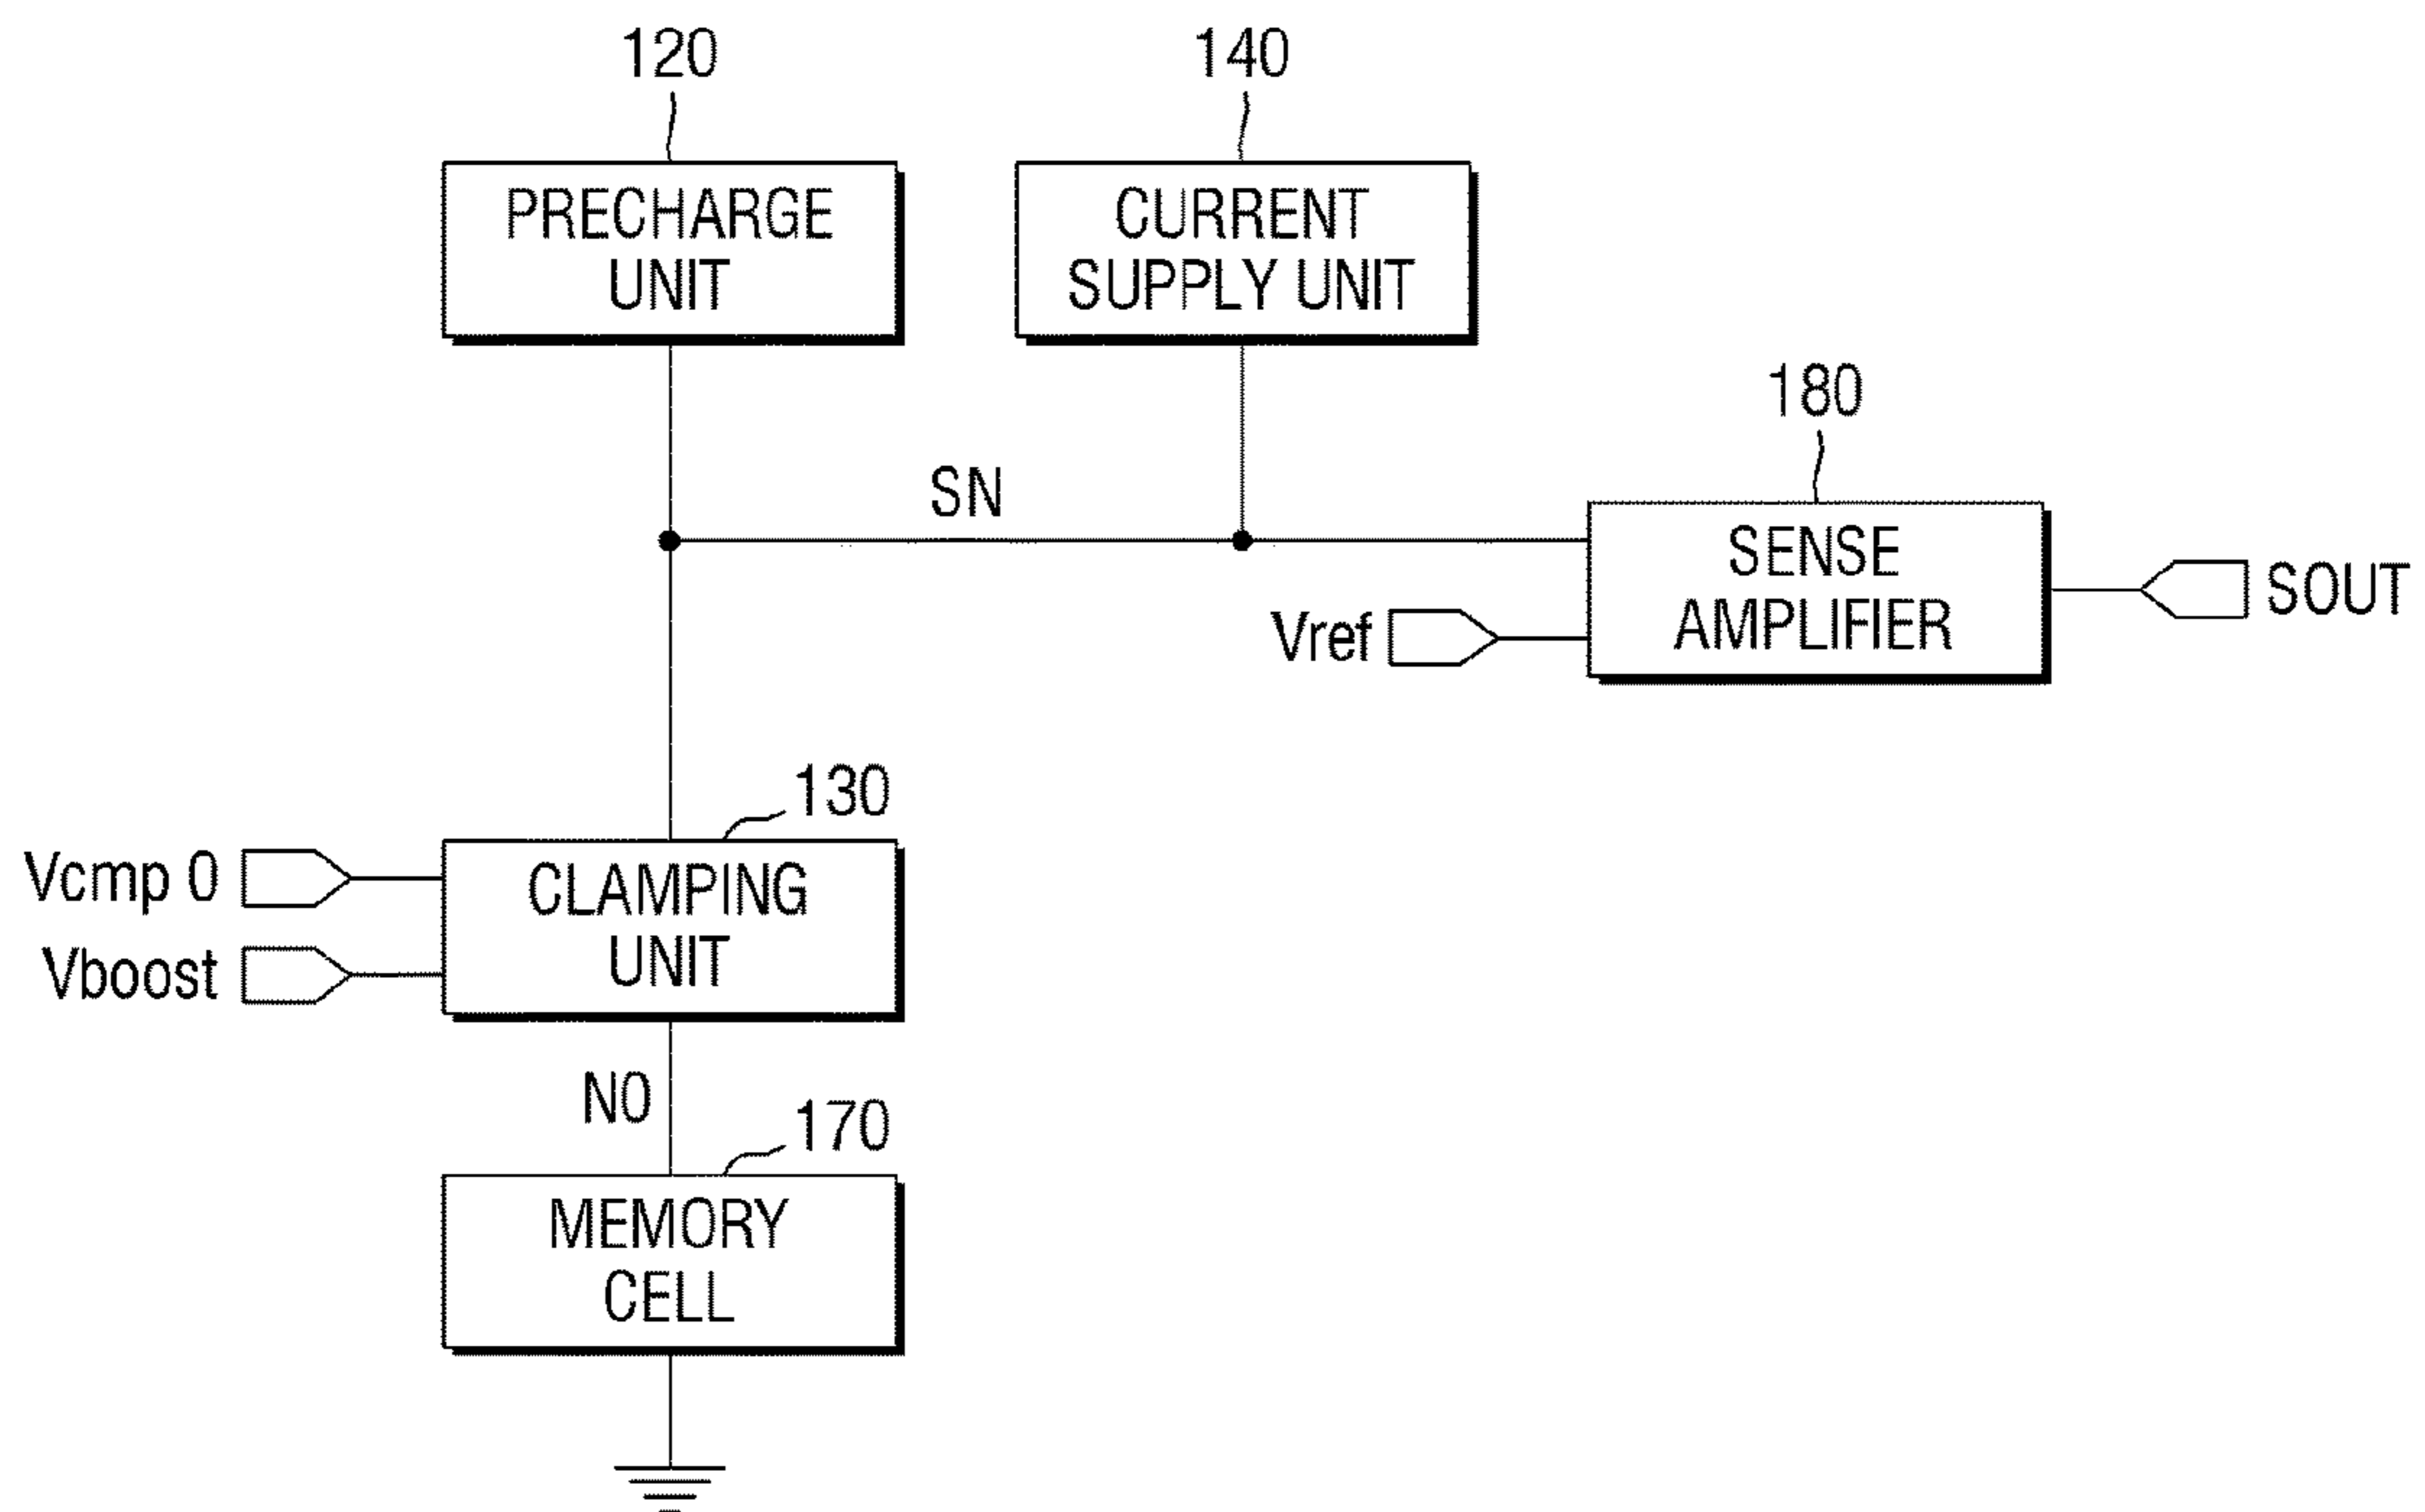 120
140
PRECHARGE
UNIT
CURRENT
SUPPLY UNIT
180
SN
SENSE
AMPLIFIER
SOUT
Vref
130
Vcmp 0
CLAMPING
UNIT
Vboost
N0
170
MEMORY
CELL